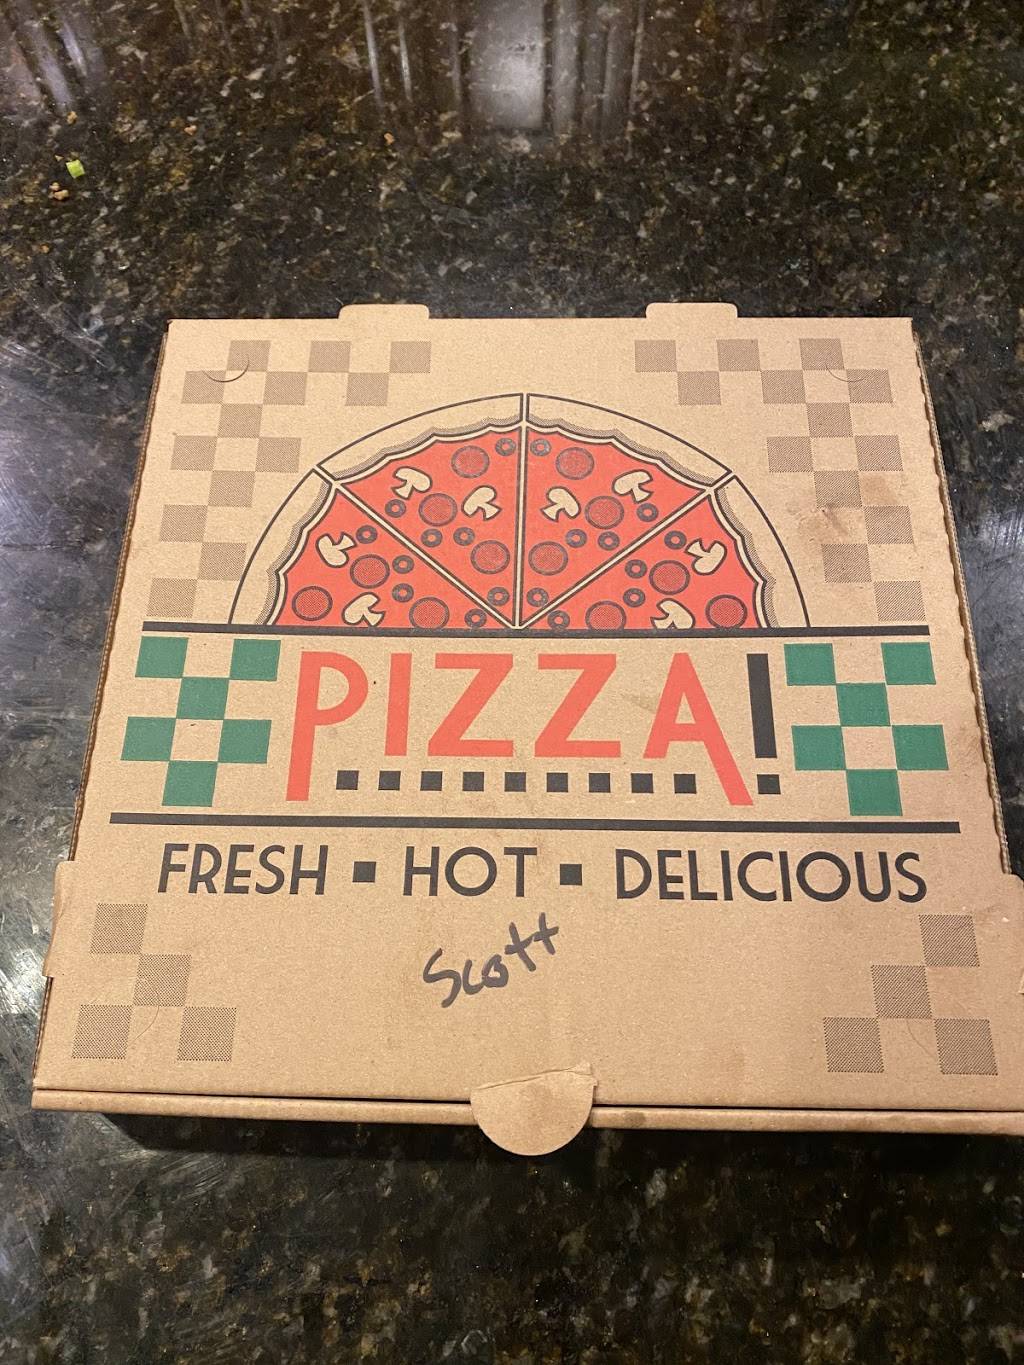 PIZZA!
FRESH ▪ HOT ▪ DELICIOUS
Scott